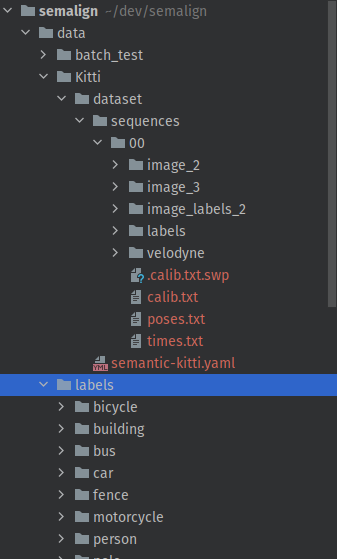 semalign ~/dev/semalign
data
batch_test
Kitti
dataset
sequences
00
image_2
image_3
image_labels_2
labels
velodyne
.calib.txt.swp
calib.txt
poses.txt
times.txt
semantic-kitti.yaml
labels
bicycle
building
bus
car
fence
motorcycle
person